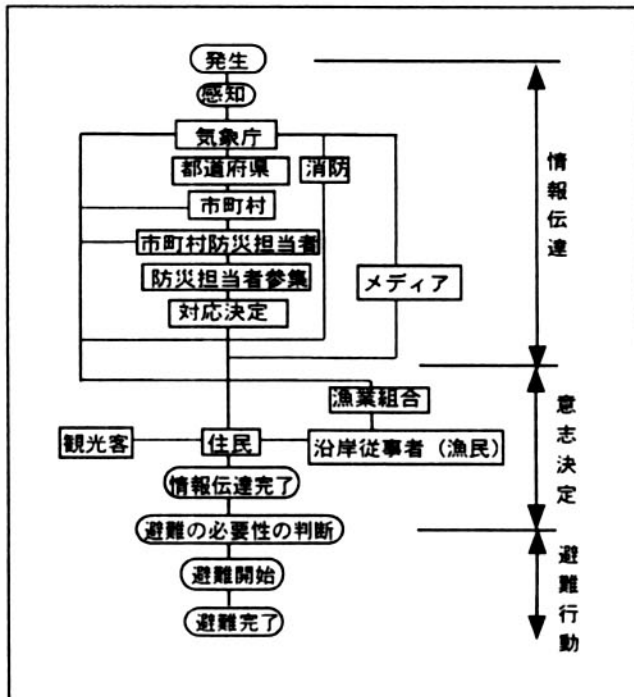 発生
感知
気象庁
都道府県
消防
市町村
市町村防災担当者
防災担当者参集
メディア
対応決定
漁業組合
観光客
住民
沿岸従事者（漁民）
情報伝達完了
避難の必要性の判断
避難開始
避難完了
情報伝達
意志決定
避難行動